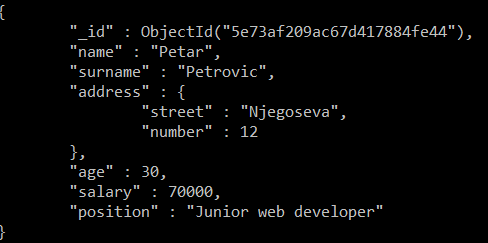 {
"_id" : ObjectId("5e73af209ac67d417884fe44"),
"name" : "Petar",
"surname" : "Petrovic",
"address" : {
"street" : "Njegoseva",
"number" : 12
},
"age" : 30,
"salary" : 70000,
"position" : "Junior web developer"
}